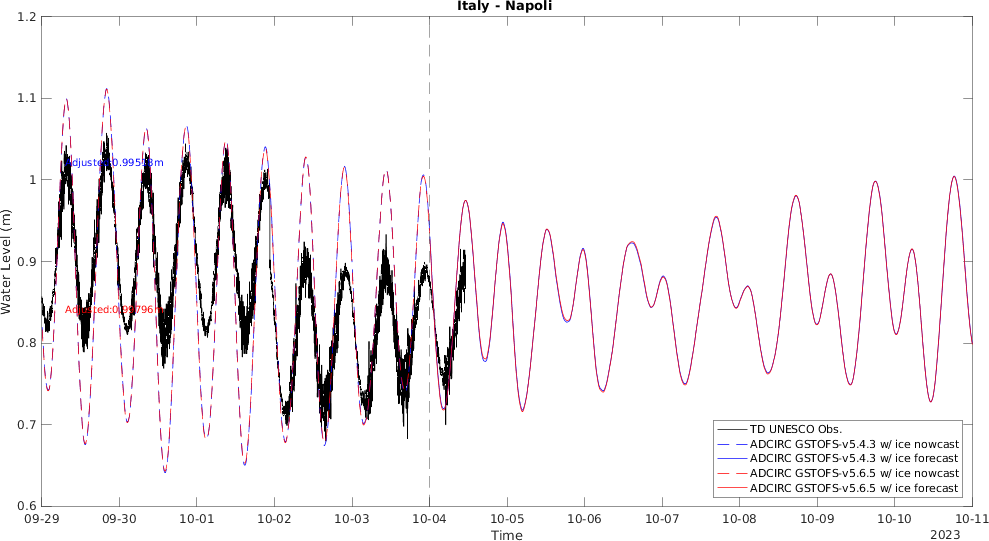 Italy - Napoli
1.2
1.1
1
0.9
0.8
0.7
0.6
Water Level (m)
m
TD UNESCO Obs.
ADCIRC GSTOFS-v5.4.3 w/ ice nowcast
ADCIRC GSTOFS-v5.4.3 w/ ice forecast
ADCIRC GSTOFS-v5.6.5 w/ ice nowcast
ADCIRC GSTOFS-v5.6.5 w/ ice forecast
09-29 09-30 10-01 10-02 10-03 10-04 10-05 10-06 10-07 10-08 10-09 10-10 10-11
Time
2023